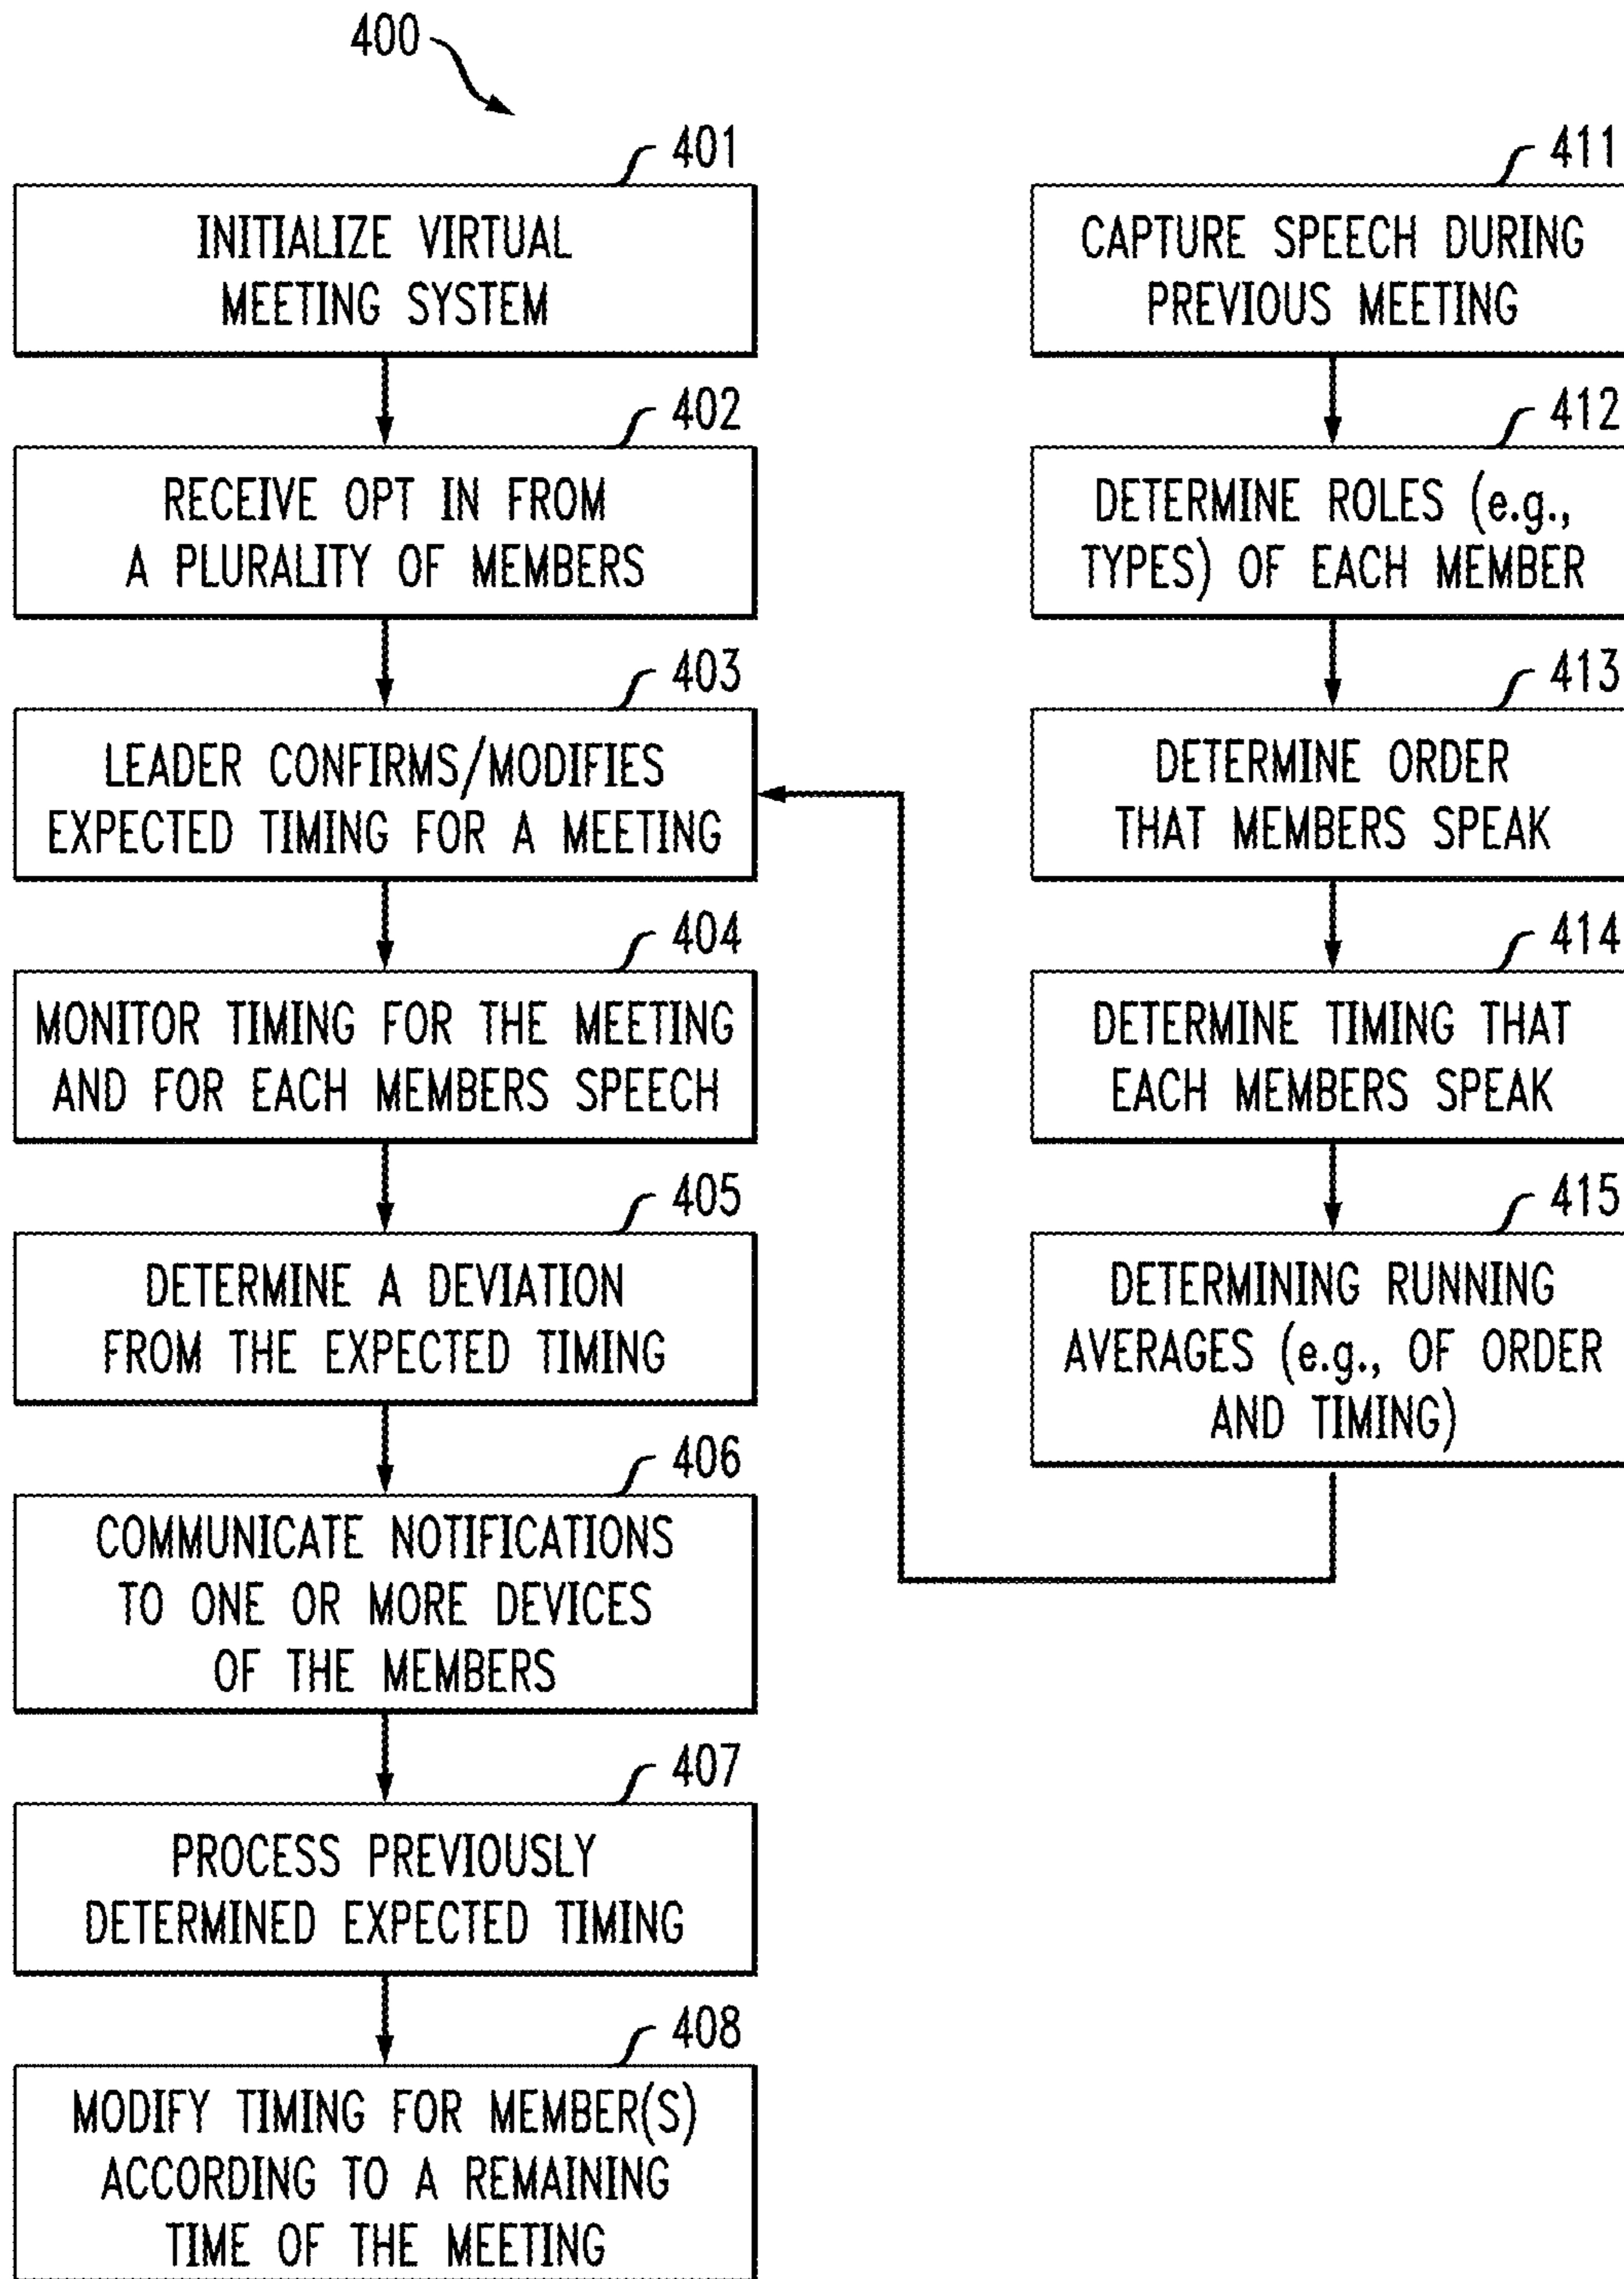 400
401
INITIALIZE VIRTUAL
MEETING SYSTEM
402
RECEIVE OPT IN FROM
A PLURALITY OF MEMBERS
403
LEADER CONFIRMS/MODIFIES
EXPECTED TIMING FOR A MEETING
404
MONITOR TIMING FOR THE MEETING
AND FOR EACH MEMBERS SPEECH
405
DETERMINE A DEVIATION
FROM THE EXPECTED TIMING
406
COMMUNICATE NOTIFICATIONS
TO ONE OR MORE DEVICES
OF THE MEMBERS
407
PROCESS PREVIOUSLY
DETERMINED EXPECTED TIMING
408
MODIFY TIMING FOR MEMBER(S)
ACCORDING TO A REMAINING
TIME OF THE MEETING
411
CAPTURE SPEECH DURING
PREVIOUS MEETING
412
DETERMINE ROLES (e.g.,
TYPES) OF EACH MEMBER
413
DETERMINE ORDER
THAT MEMBERS SPEAK
414
DETERMINE TIMING THAT
EACH MEMBERS SPEAK
415
DETERMINING RUNNING
AVERAGES (e.g., OF ORDER
AND TIMING)